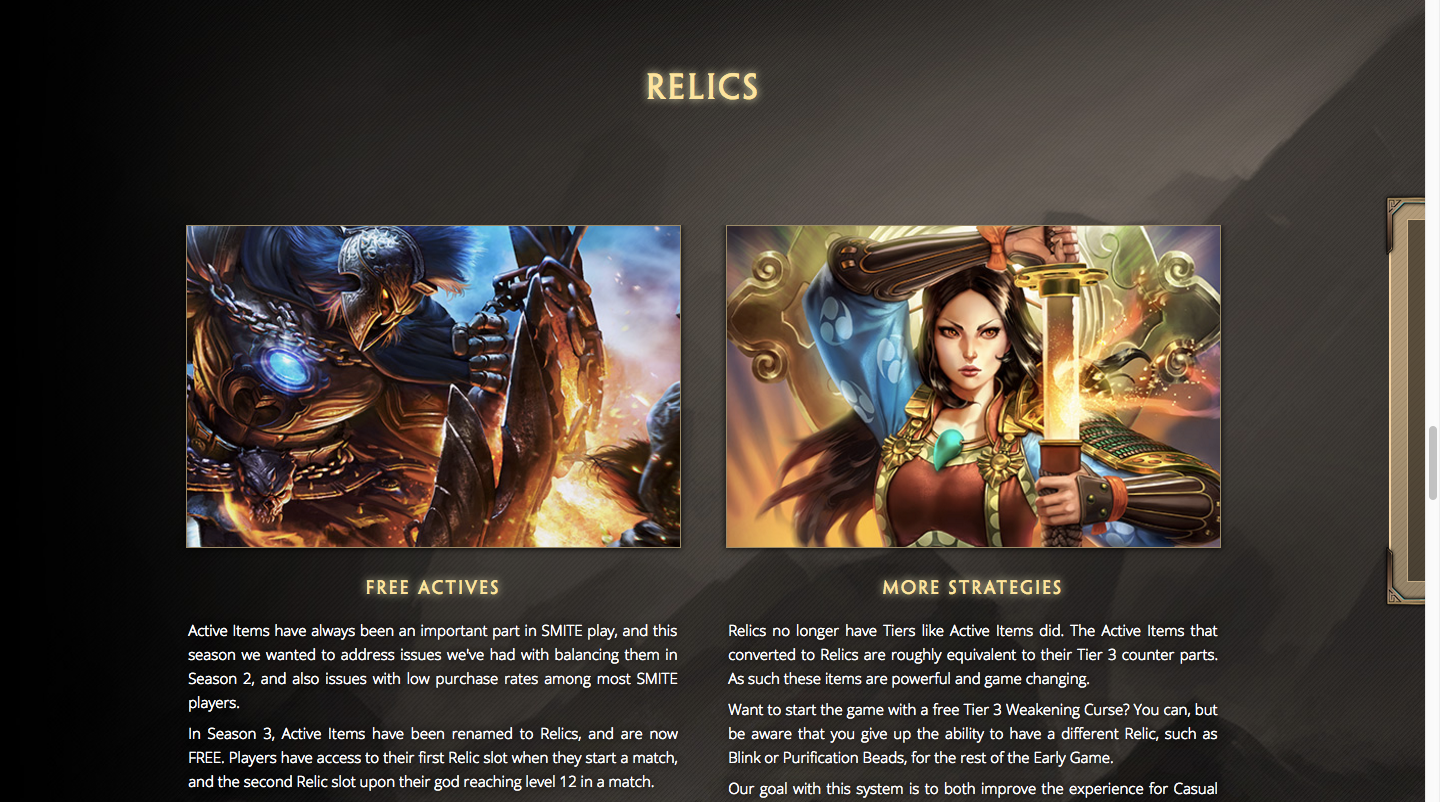 RELICS
FREE ACTIVES
Active Items have always been an important part in SMITE play, and this
season we wanted to address issues we've had with balancing them in
Season 2, and also issues with low purchase rates among most SMITE
players.
In Season 3, Active Items have been renamed to Relics, and are now
FREE. Players have access to their first Relic slot when they start a match,
and the second Relic slot upon their god reaching level 12 in a match.
MORE STRATEGIES
Relics no longer have Tiers like Active Items did. The Active Items that
converted to Relics are roughly equivalent to their Tier 3 counter parts.
As such these items are powerful and game changing.
Want to start the game with a free Tier 3 Weakening Curse? You can, but
be aware that you give up the ability to have a different Relic, such as
Blink or Purification Beads, for the rest of the Early Game.
Our goal with this system is to both improve the experience for Casual